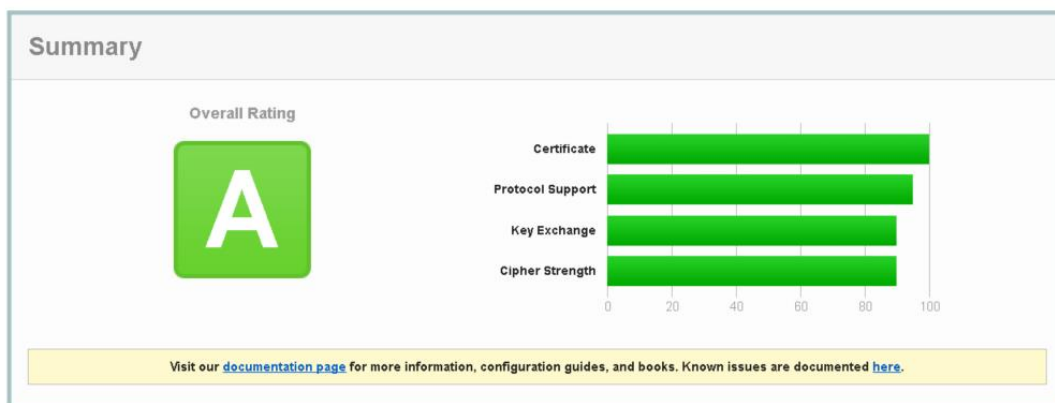 Summary
Overall Rating
A
Certificate
Protocol Support
Key Exchange
Cipher Strength
0 20 40 60 80 100
Visit our documentation page for more information, configuration guides, and books. Known issues are documented here.